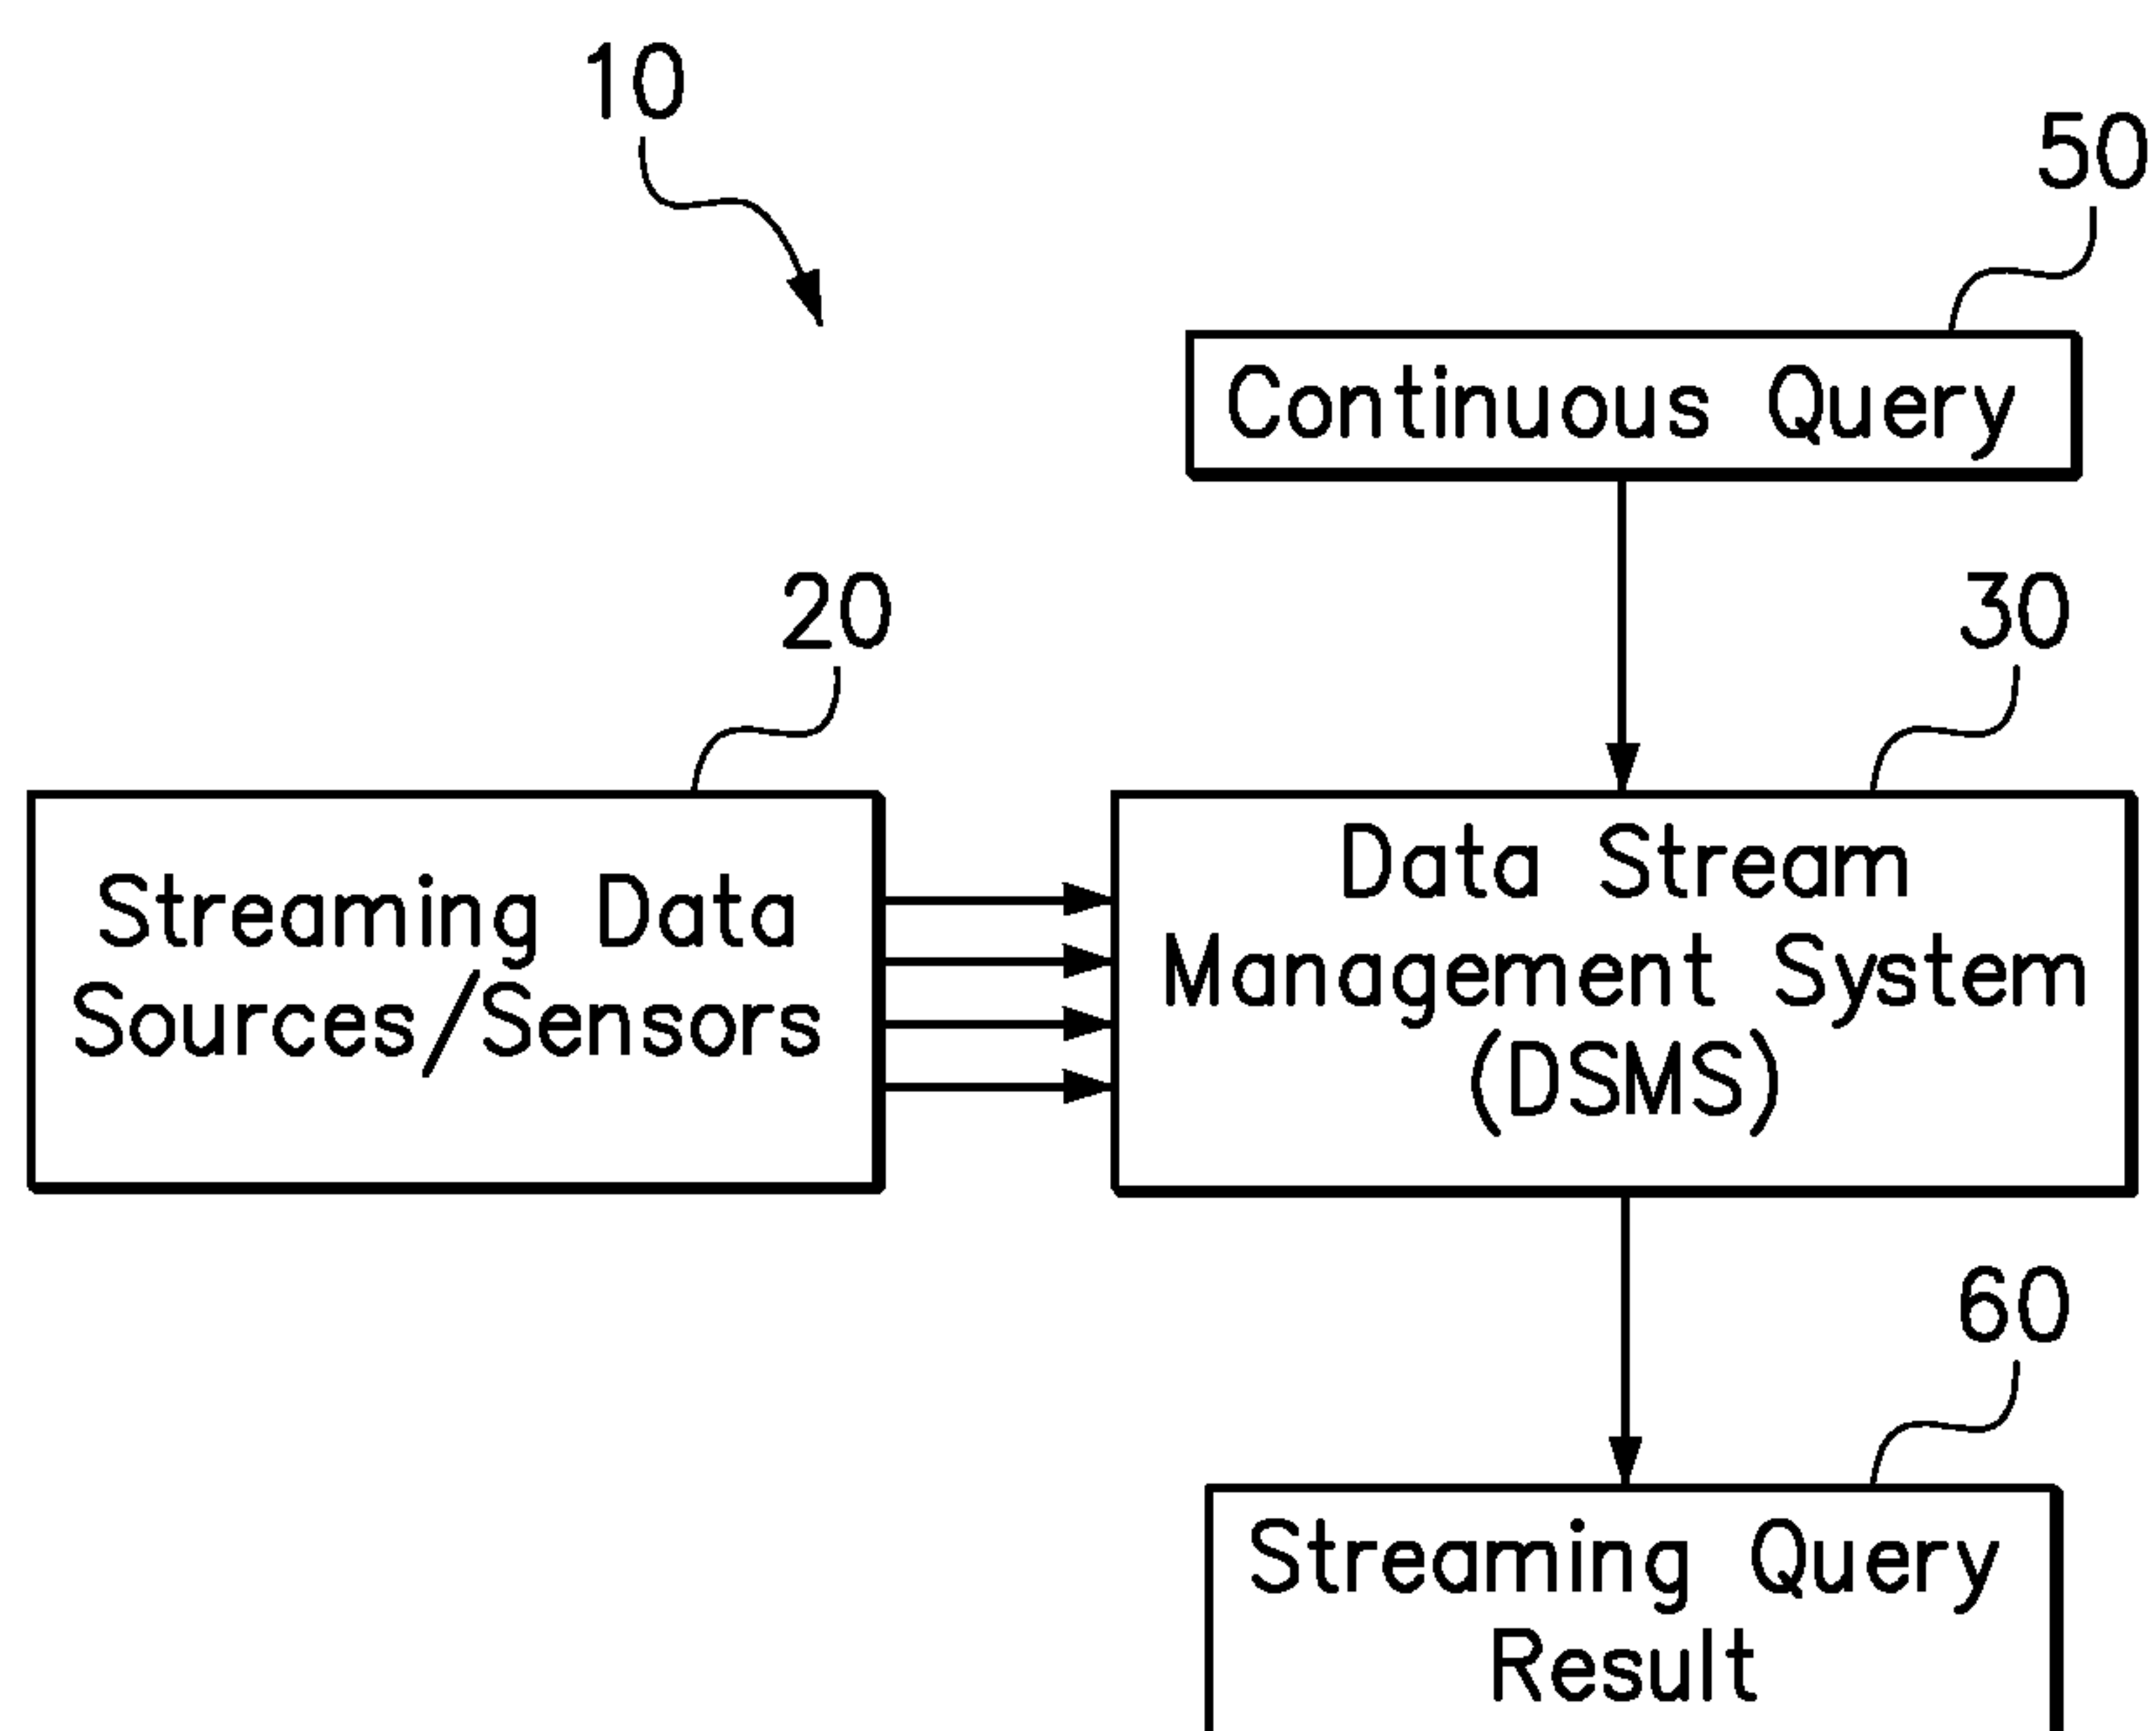 10
50
Continuous Query
20
30
Streaming Data
Sources/Sensors
Data Stream
Management System
(DSMS)
60
Streaming Query
Result